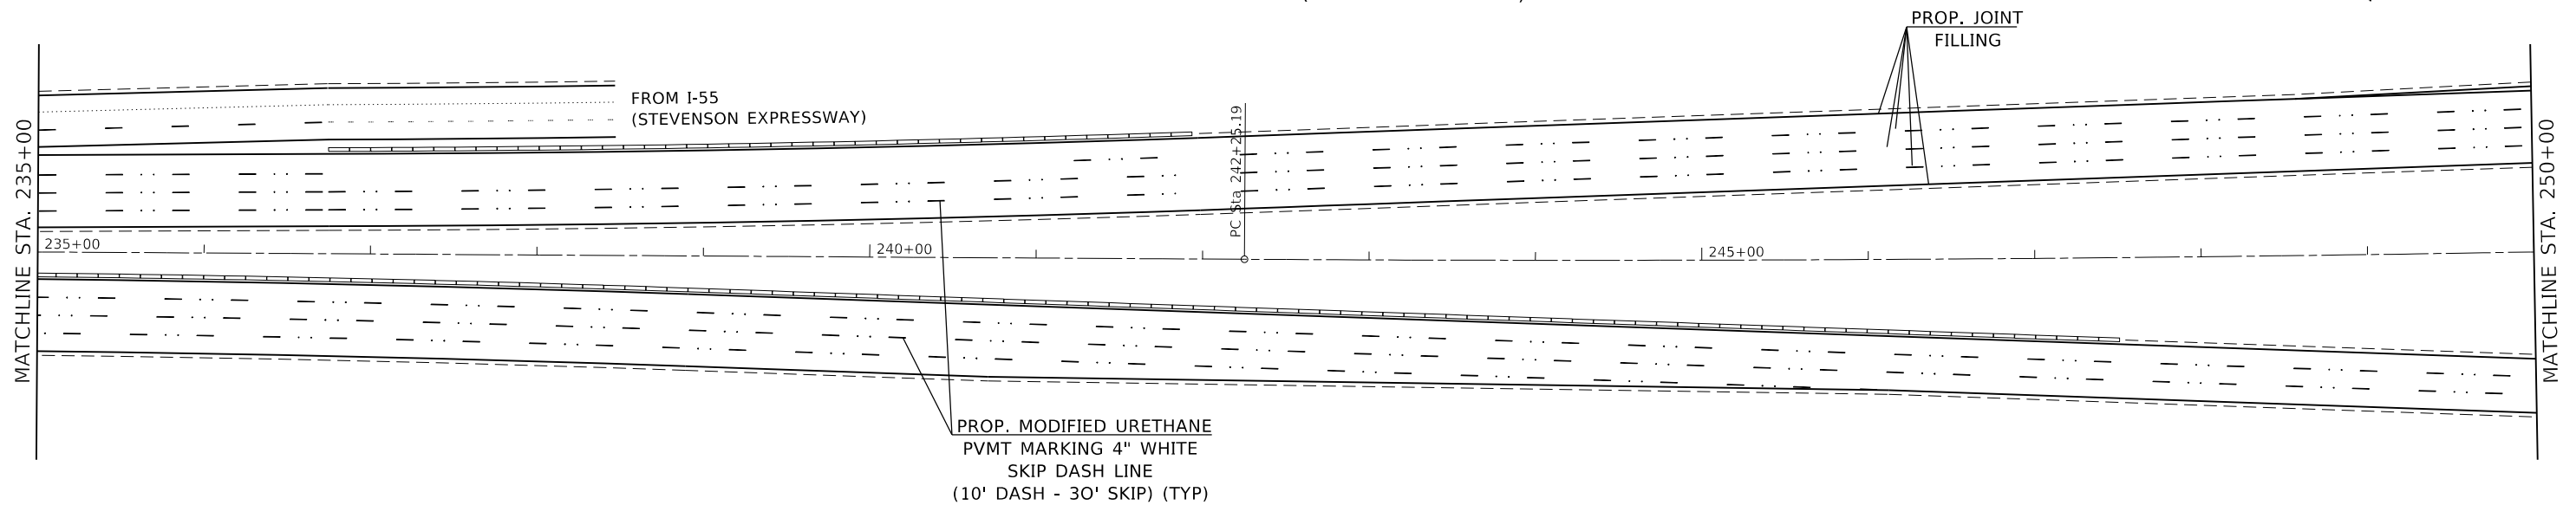 PROP. JOINT
FILLING
FROM I-55
(STEVENSON EXPRESSWAY)
MATCHLINE STA. 235+00
PC Sta 242+25.19
MATCHLINE STA. 250+00
235+00
240+00
245+00
PROP. MODIFIED URETHANE
PVMT MARKING 4" WHITE
SKIP DASH LINE
(10' DASH - 30' SKIP) (TYP)